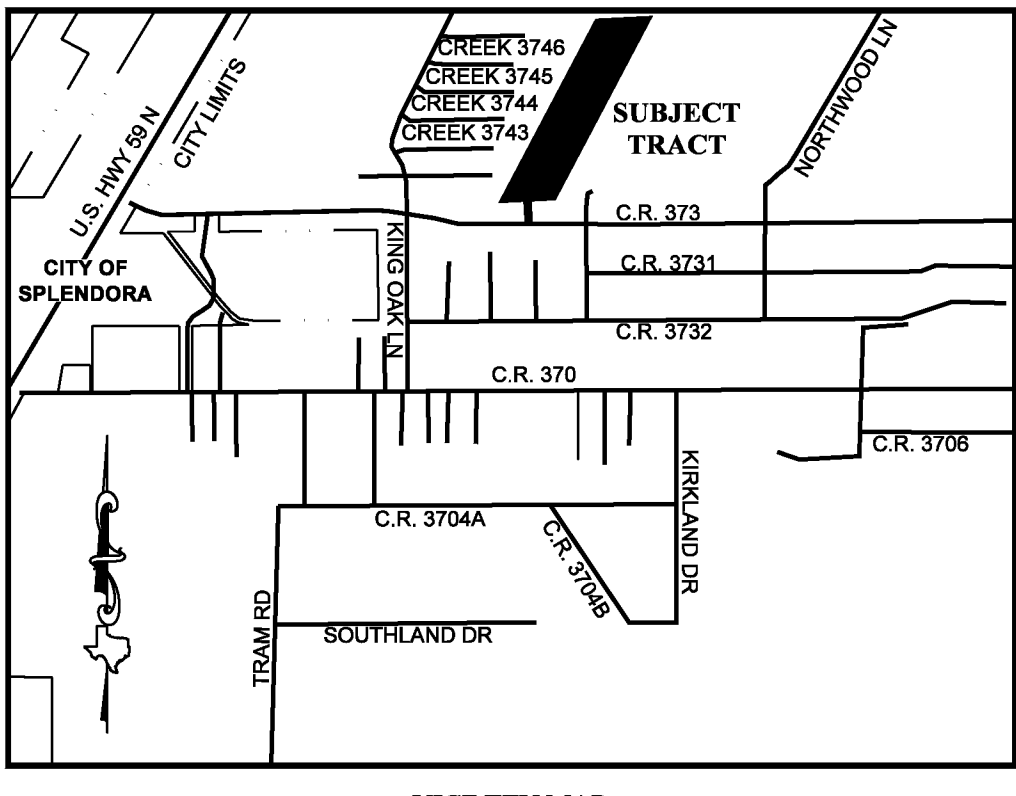 CREEK 3746
CREEK 3745
CREEK 3744
CREEK 3743
SUBJECT
TRACT
NORTHWOOD LN
CITY LIMITS
U.S. HWY 59 N
C.R. 373
KING OAK LN
C.R. 3731
CITY OF
SPLENDORA
C.R. 3732
C.R. 370
C.R. 3706
KIRKLAND DR
C.R. 3704A
C.R. 3704B
TRAM RD
SOUTHLAND DR